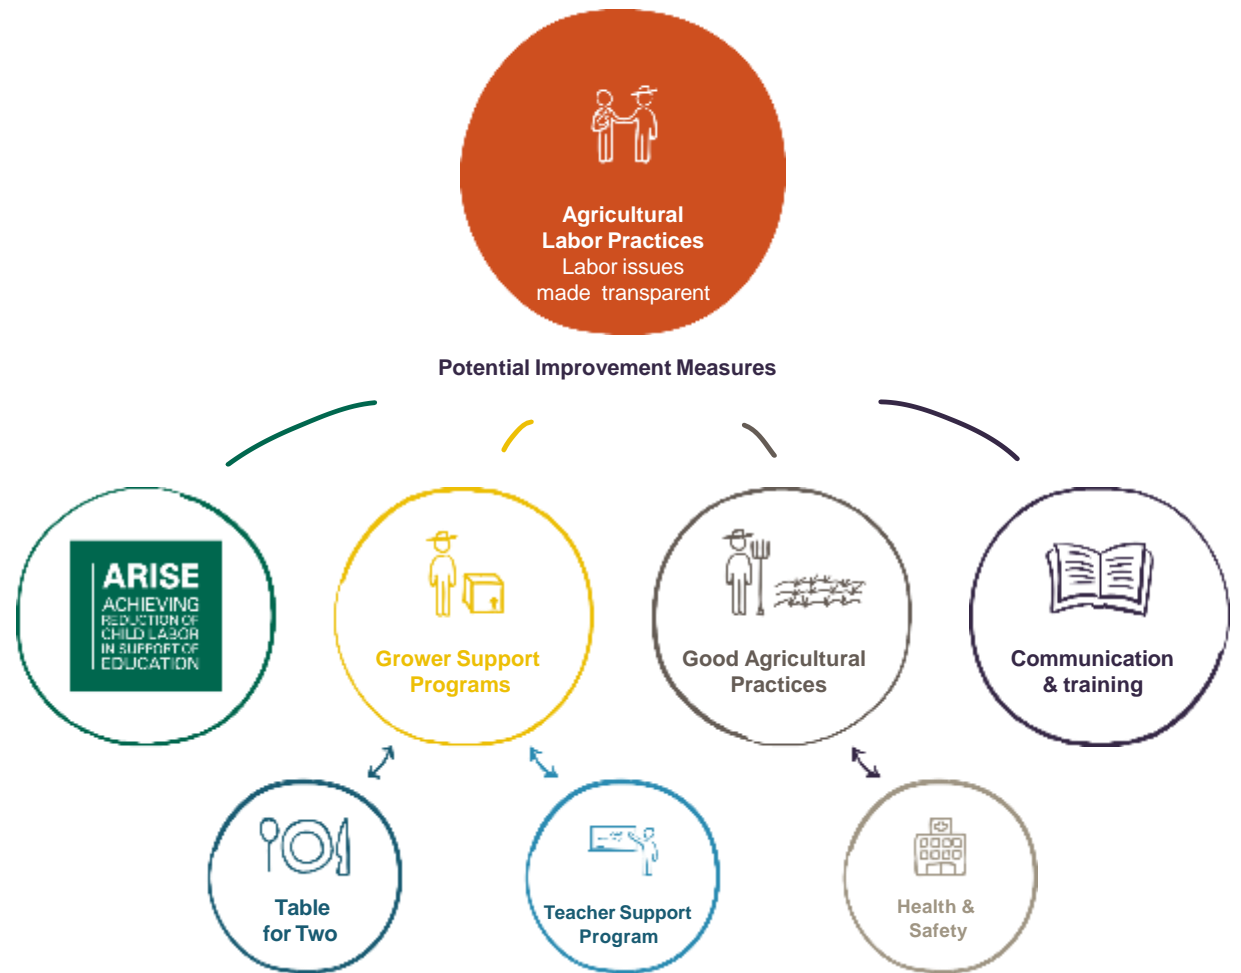 Agricultural
Labor Practices
Labor issues
made transparent
Potential Improvement Measures
ARISE
ACHIEVING
REDUCTION OF
CHILD LABOR
IN SUPPORT OF
EDUCATION
Grower Support
Programs
Good Agricultural
Practices
Communication
& training
Table
for Two
Teacher Support
Program
Health &
Safety